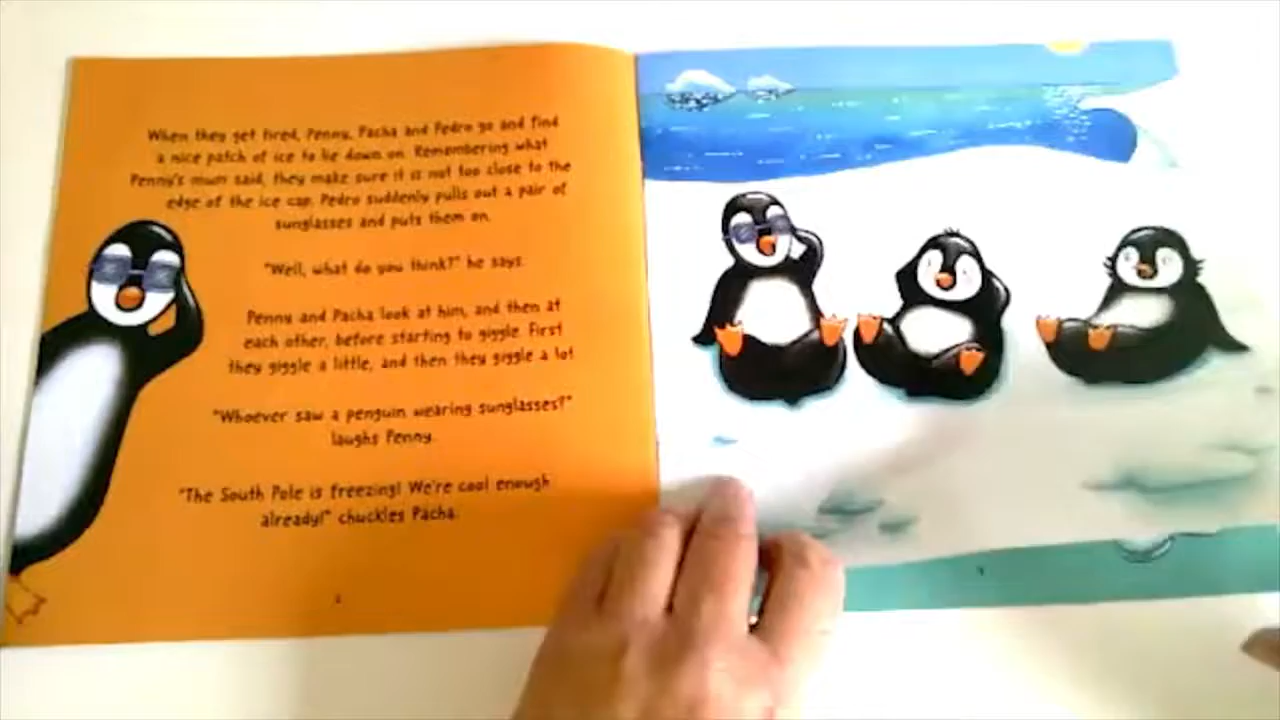 When they get tired, Penny, Pacha and Pedro go and find
a nice patch of ice to lie down on. Remembering what
Penny's mum said, they make sure it is not too close to the
edge of the ice cap. Pedro suddenly pulls out a pair of
sunglasses and puts them on.
"Well, what do you think?" he says.
Penny and Pacha look at him, and then at
each other, before starting to giggle. First
they giggle a little, and then they giggle a lot.
"Whoever saw a penguin wearing sunglasses?"
laughs Penny.
"The South Pole is freezing! We're cool enough
already!" chuckles Pacha.